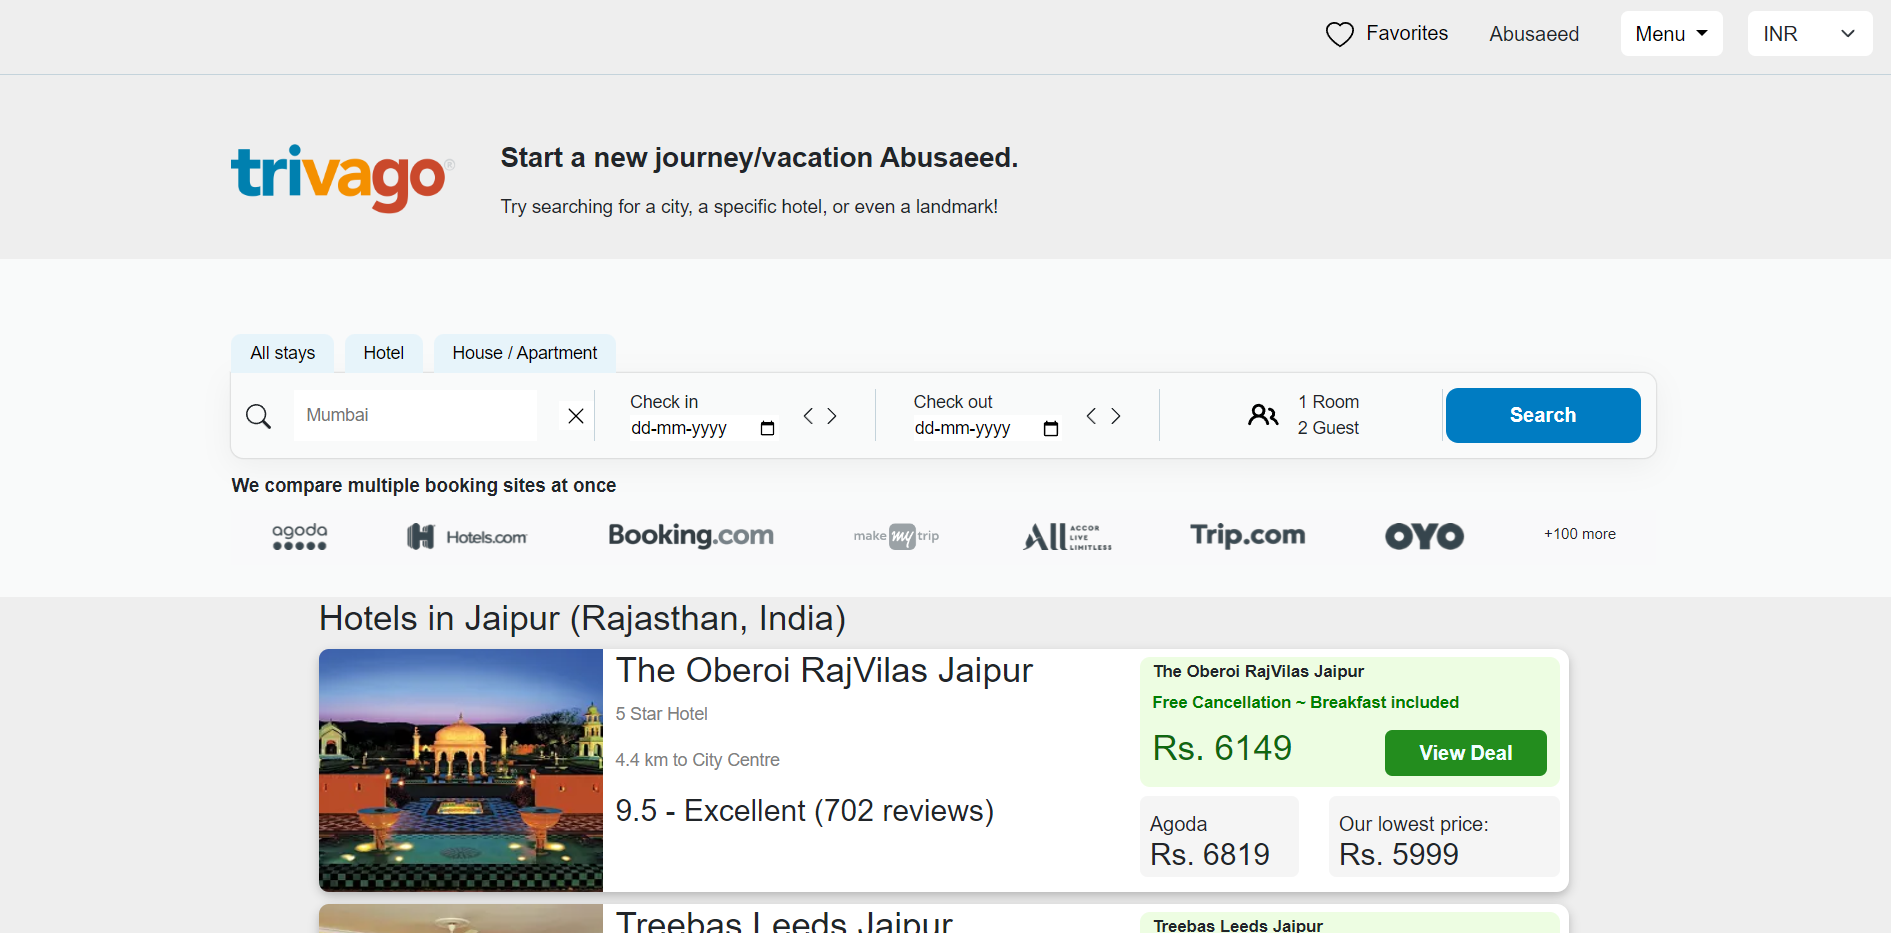 Favorites
Abusaeed
Menu
INR
trivago®
Start a new journey/vacation Abusaeed.
Try searching for a city, a specific hotel, or even a landmark!
All stays
Hotel
House / Apartment
Mumbai
Check in
dd-mm-yyyy
Check out
dd-mm-yyyy
1 Room
2 Guest
Search
We compare multiple booking sites at once
agoda
Hotels.com
Booking.com
make my trip
ALL ACCOR LIVE LIMITLESS
Trip.com
OYO
+100 more
Hotels in Jaipur (Rajasthan, India)
The Oberoi RajVilas Jaipur
5 Star Hotel
4.4 km to City Centre
9.5 - Excellent (702 reviews)
The Oberoi RajVilas Jaipur
Free Cancellation ~ Breakfast included
Rs. 6149
View Deal
Agoda
Rs. 6819
Our lowest price:
Rs. 5999
Treebas Leeds Jaipur
Treebas Leeds Jaipur